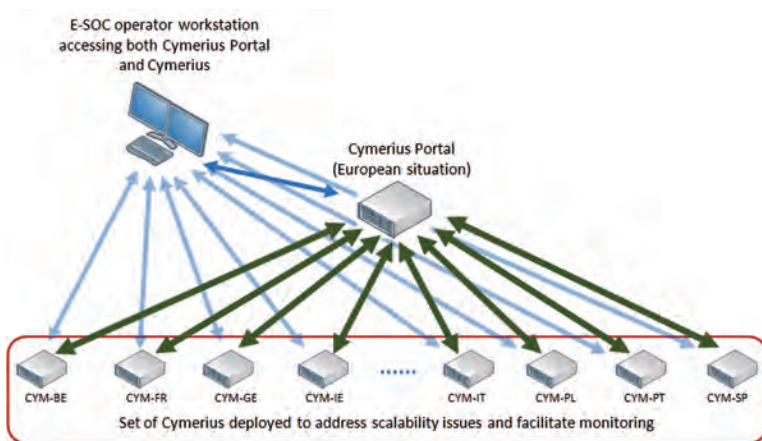 E-SOC operator workstation
accessing both Cymerius Portal
and Cymerius
Cymerius Portal
(European situation)
CYM-BE
CYM-FR
CYM-GE
CYM-IE
......
CYM-IT
CYM-PL
CYM-PT
CYM-SP
Set of Cymerius deployed to address scalability issues and facilitate monitoring